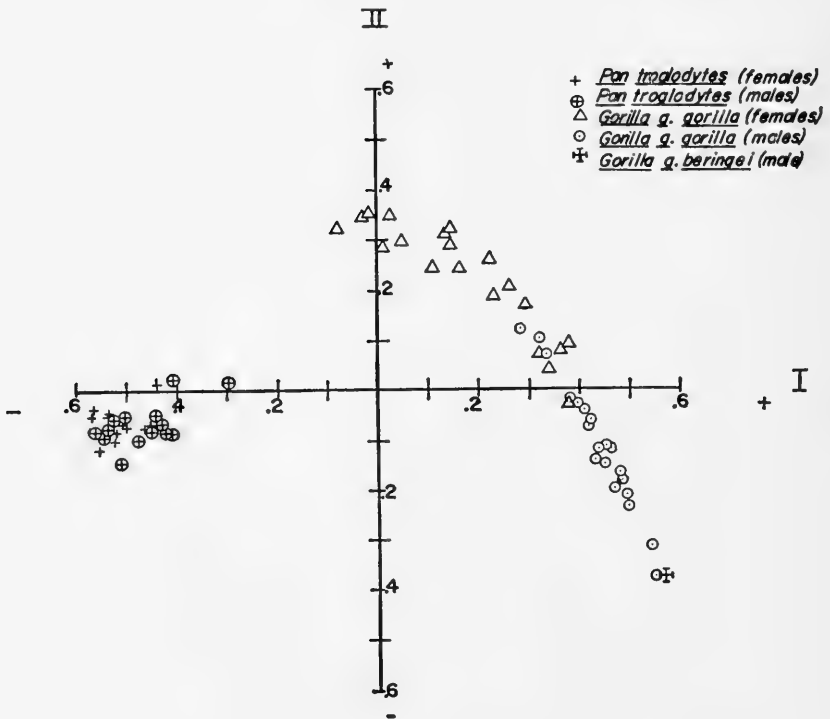 II
+
.6
+ Pan troglodytes (females)
⊕ Pan troglodytes (males)
△ Gorilla g. gorilla (females)
⊙ Gorilla g. gorilla (males)
Gorilla g. beringei (male)
.4
.2
I
− .6 .4 .2 .2 .4 .6 +
.2
.4
.6
−